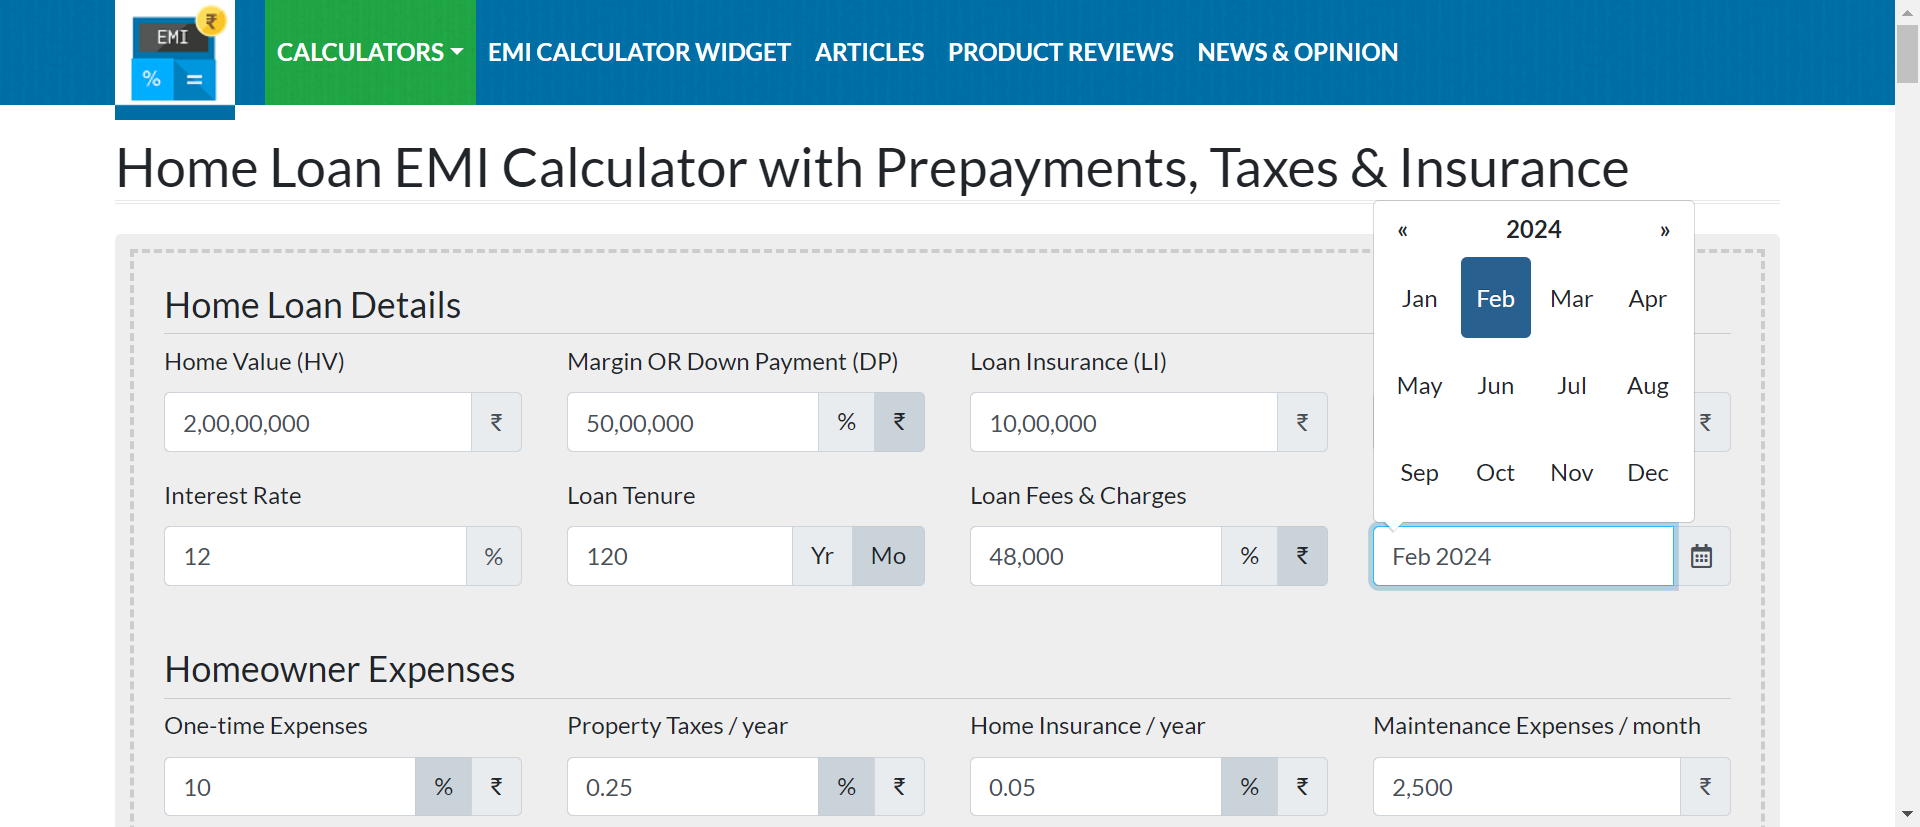 EMI
₹
% =
CALCULATORS EMI CALCULATOR WIDGET ARTICLES PRODUCT REVIEWS NEWS & OPINION
Home Loan EMI Calculator with Prepayments, Taxes & Insurance
« 2024 »
Jan Feb Mar Apr
May Jun Jul Aug
Sep Oct Nov Dec
Home Loan Details
Home Value (HV) Margin OR Down Payment (DP) Loan Insurance (LI)
2,00,00,000 ₹ 50,00,000 % ₹ 10,00,000 ₹ ₹
Interest Rate Loan Tenure Loan Fees & Charges
12 % 120 Yr Mo 48,000 % ₹ Feb 2024
Homeowner Expenses
One-time Expenses Property Taxes / year Home Insurance / year Maintenance Expenses / month
10 % ₹ 0.25 % ₹ 0.05 % ₹ 2,500 ₹